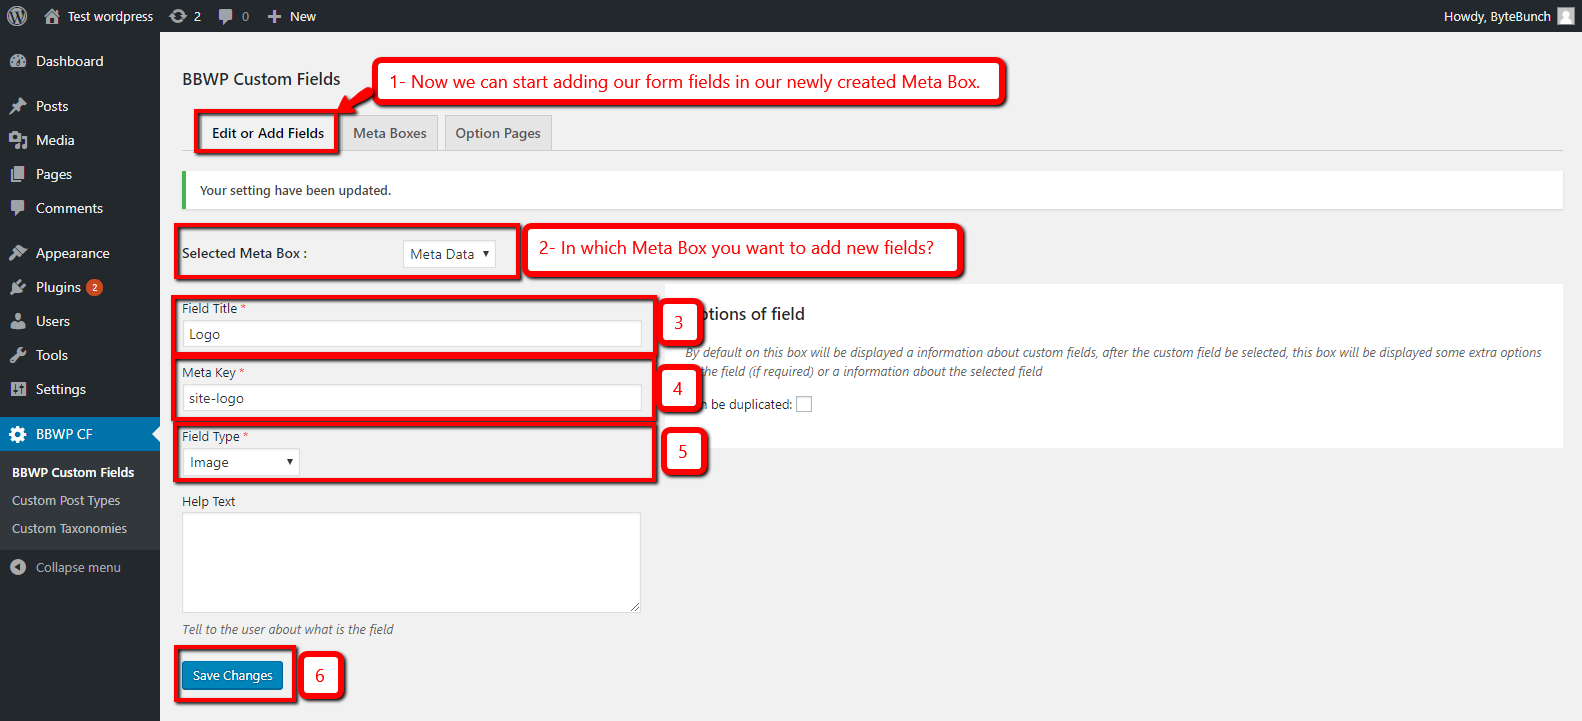 Test wordpress 2 0 New Howdy, ByteBunch
Dashboard
Posts
Media
Pages
Comments
Appearance
Plugins 2
Users
Tools
Settings
BBWP CF
BBWP Custom Fields
Custom Post Types
Custom Taxonomies
Collapse menu
BBWP Custom Fields
1- Now we can start adding our form fields in our newly created Meta Box.
Edit or Add Fields Meta Boxes Option Pages
Your setting have been updated.
Selected Meta Box : Meta Data
2- In which Meta Box you want to add new fields?
Field Title *
Logo
3
Meta Key *
site-logo
4
Field Type *
Image
5
Help Text
Tell to the user about what is the field
Save Changes
6
ptions of field
By default on this box will be displayed a information about custom fields, after the custom field be selected, this box will be displayed some extra options
the field (if required) or a information about the selected field
be duplicated: